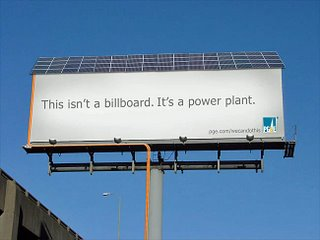 This isn't a billboard. It's a power plant.
pge.com/wecandothis